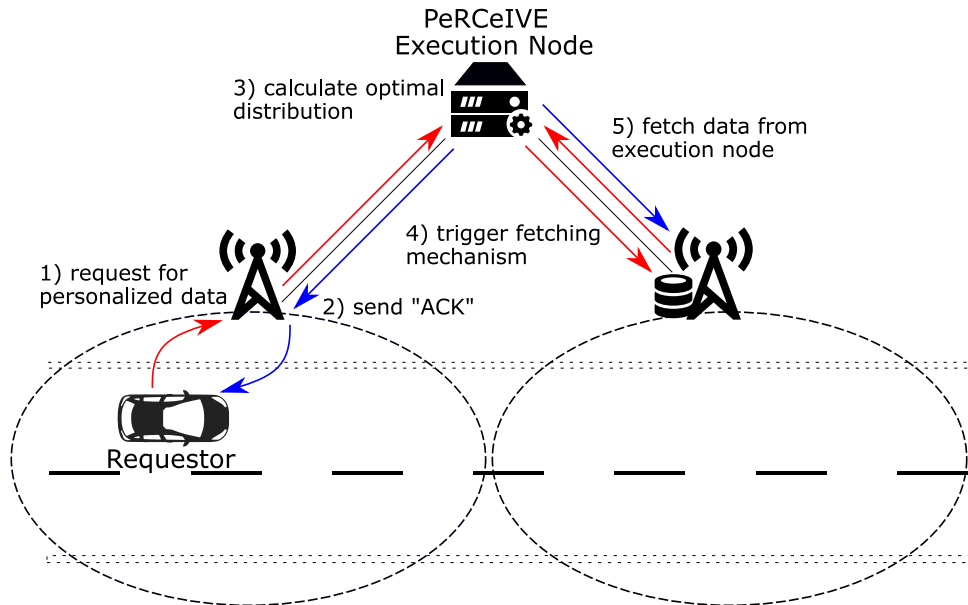 PeRCeIVE
Execution Node
3) calculate optimal
distribution
5) fetch data from
execution node
4) trigger fetching
mechanism
1) request for
personalized data
2) send "ACK"
Requestor